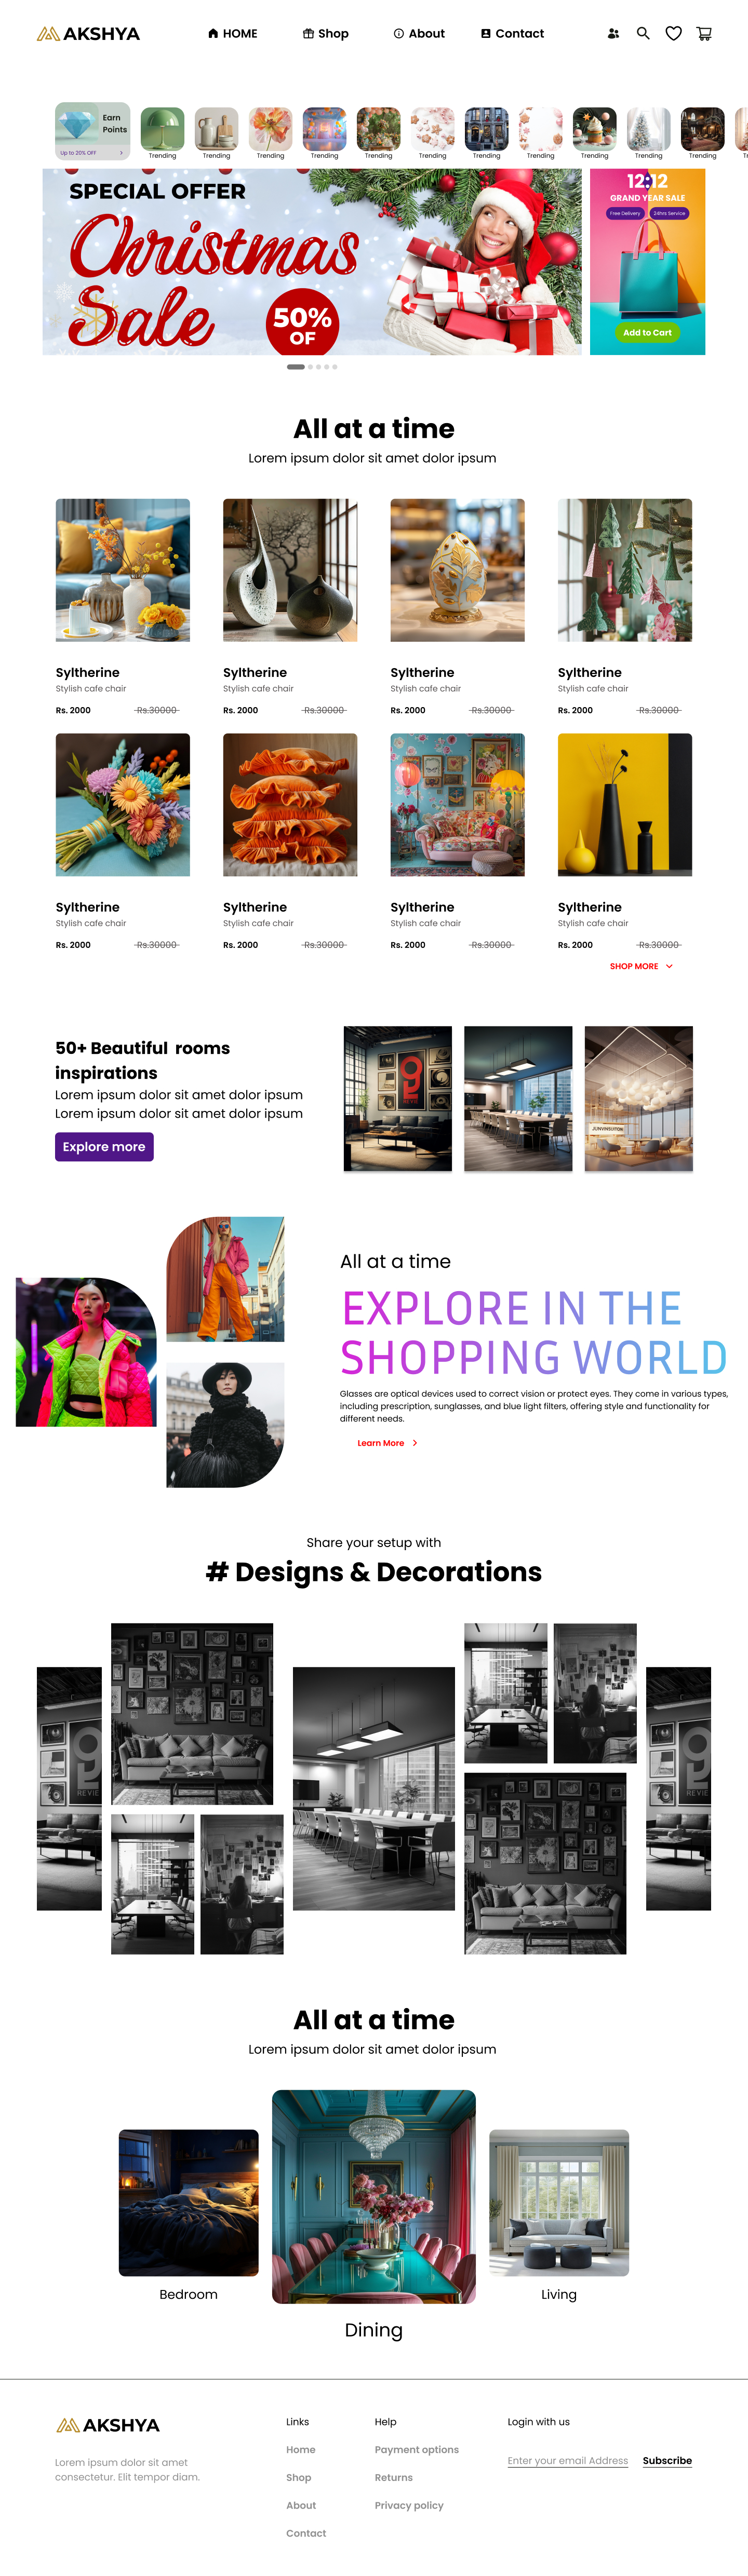 AKSHYA
HOME
Shop
About
Contact
Earn
Points
Up to 20% OFF
Trending
Trending
Trending
Trending
Trending
Trending
Trending
Trending
Trending
Trending
Trending
SPECIAL OFFER
Christmas
Sale
50%
OF
12:12
GRAND YEAR SALE
Free Delivery
24hrs Service
Add to Cart
All at a time
Lorem ipsum dolor sit amet dolor ipsum
Syltherine
Syltherine
Syltherine
Syltherine
Stylish cafe chair
Stylish cafe chair
Stylish cafe chair
Stylish cafe chair
Rs. 2000
Rs.30000
Rs. 2000
Rs.30000
Rs. 2000
Rs.30000
Rs. 2000
Rs.30000
Syltherine
Syltherine
Syltherine
Syltherine
Stylish cafe chair
Stylish cafe chair
Stylish cafe chair
Stylish cafe chair
Rs. 2000
Rs.30000
Rs. 2000
Rs.30000
Rs. 2000
Rs.30000
Rs. 2000
Rs.30000
SHOP MORE
50+ Beautiful rooms
inspirations
Lorem ipsum dolor sit amet dolor ipsum
Lorem ipsum dolor sit amet dolor ipsum
Explore more
All at a time
EXPLORE IN THE
SHOPPING WORLD
Glasses are optical devices used to correct vision or protect eyes. They come in various types,
including prescription, sunglasses, and blue light filters, offering style and functionality for
different needs.
Learn More
Share your setup with
# Designs & Decorations
All at a time
Lorem ipsum dolor sit amet dolor ipsum
Bedroom
Living
Dining
AKSHYA
Lorem ipsum dolor sit amet
consectetur. Elit tempor diam.
Links
Home
Shop
About
Contact
Help
Payment options
Returns
Privacy policy
Login with us
Enter your email Address
Subscribe